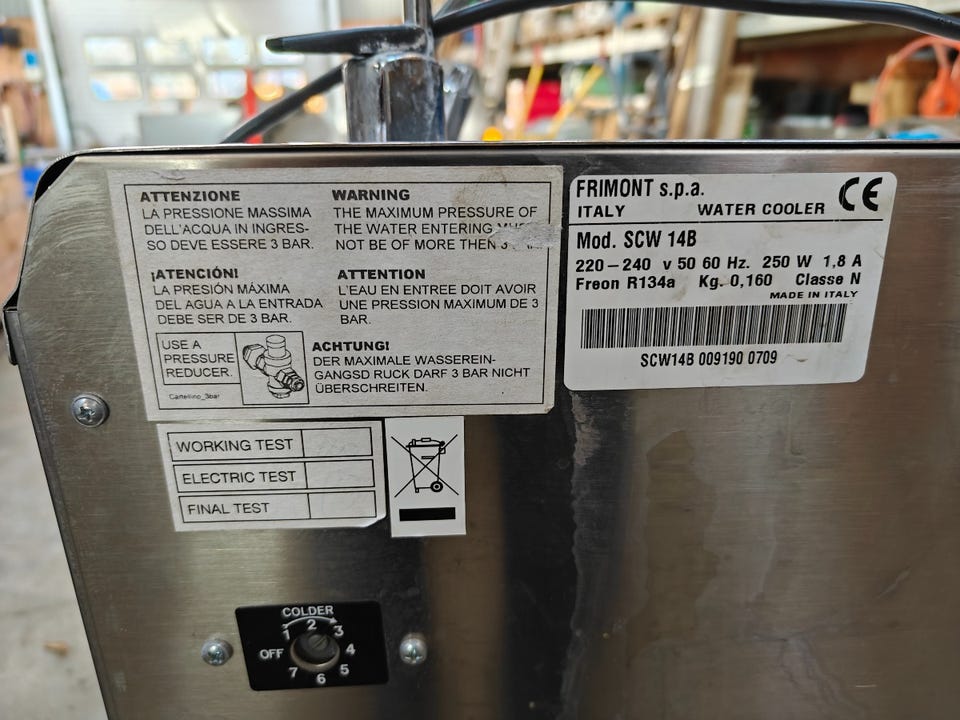 ATTENZIONE
LA PRESSIONE MASSIMA
DELL'ACQUA IN INGRES-
SO DEVE ESSERE 3 BAR.
WARNING
THE MAXIMUM PRESSURE OF
THE WATER ENTERING
NOT BE OF MORE THEN 3
¡ATENCIÓN!
LA PRESIÓN MÁXIMA
DEL AGUA A LA ENTRADA
DEBE SER DE 3 BAR.
ATTENTION
L'EAU EN ENTREE DOIT AVOIR
UNE PRESSION MAXIMUM DE 3
BAR.
USE A
PRESSURE
REDUCER.
Cartellino_3bar
ACHTUNG!
DER MAXIMALE WASSEREIN-
GANGSD RUCK DARF 3 BAR NICHT
ÜBERSCHREITEN.
FRIMONT s.p.a.
ITALY WATER COOLER CE
Mod. SCW 14B
220-240 v 50 60 Hz. 250 W 1,8 A
Freon R134a Kg. 0,160 Classe N
MADE IN ITALY
SCW14B 009190 0709
WORKING TEST
ELECTRIC TEST
FINAL TEST
COLDER
OFF 1 2 3 4 5 6 7